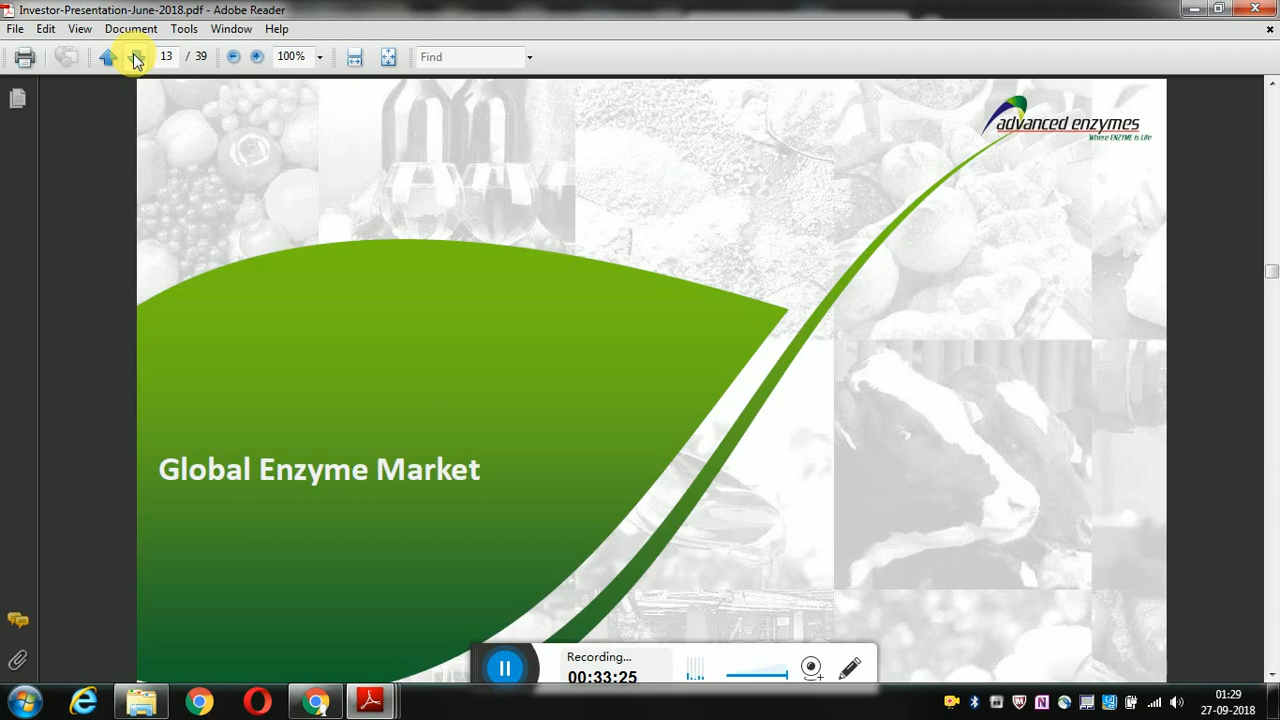 Investor-Presentation-June-2018.pdf - Adobe Reader
File Edit View Document Tools Window Help
13 / 39 100% Find
advanced enzymes
Where ENZYME is Life
Global Enzyme Market
Recording...
00:33:25
01:29
27-09-2018